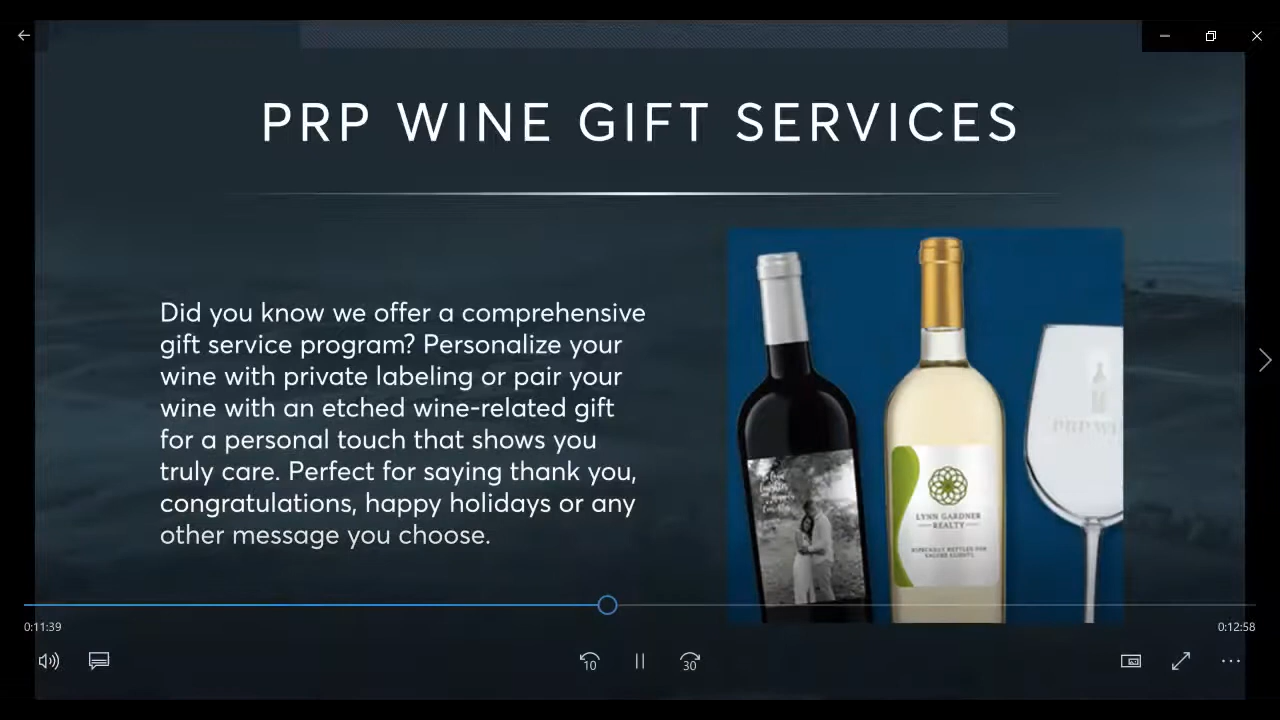 PRP WINE GIFT SERVICES
Did you know we offer a comprehensive
gift service program? Personalize your
wine with private labeling or pair your
wine with an etched wine-related gift
for a personal touch that shows you
truly care. Perfect for saying thank you,
congratulations, happy holidays or any
other message you choose.
LYNN GARDNER
REALTY
PRP WI
0:11:39
0:12:58
10
30